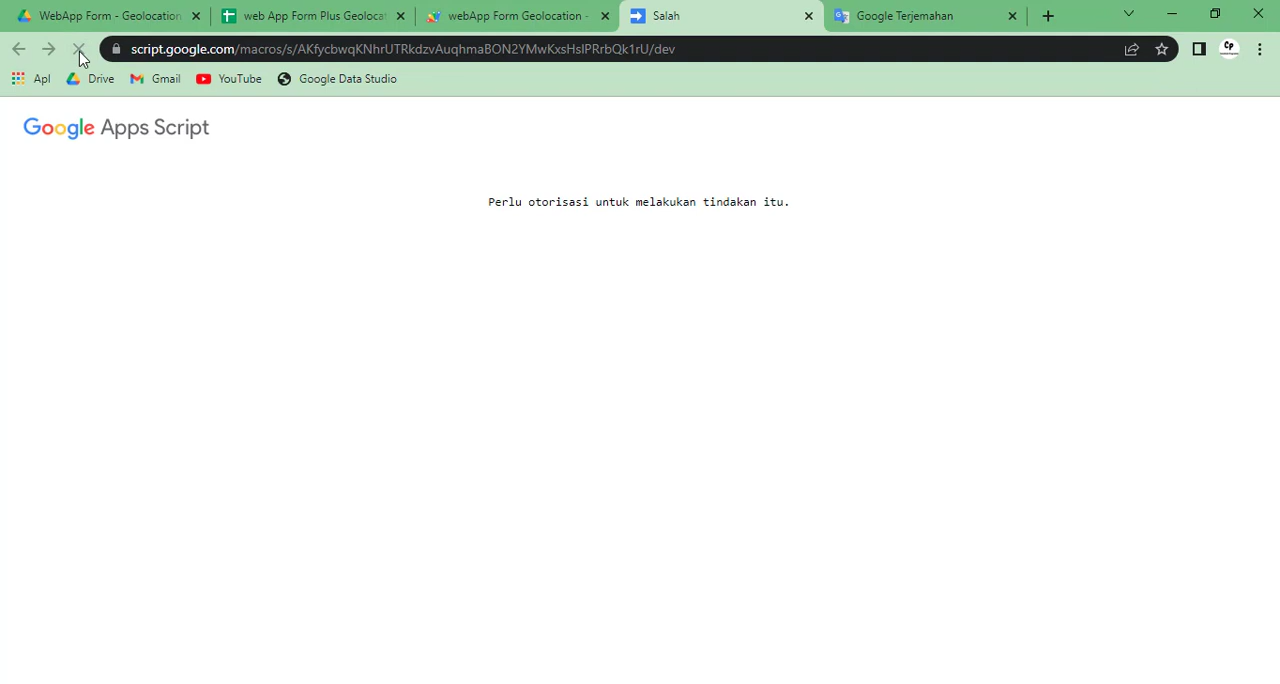 WebApp Form - Geolocation
web App Form Plus Geolocat
webApp Form Geolocation -
Salah
Google Terjemahan
script.google.com/macros/s/AKfycbwqKNhrUTRkdzvAuqhmaBON2YMwKxsHslPRrbQk1rU/dev
Apl
Drive
Gmail
YouTube
Google Data Studio
Google Apps Script
Perlu otorisasi untuk melakukan tindakan itu.